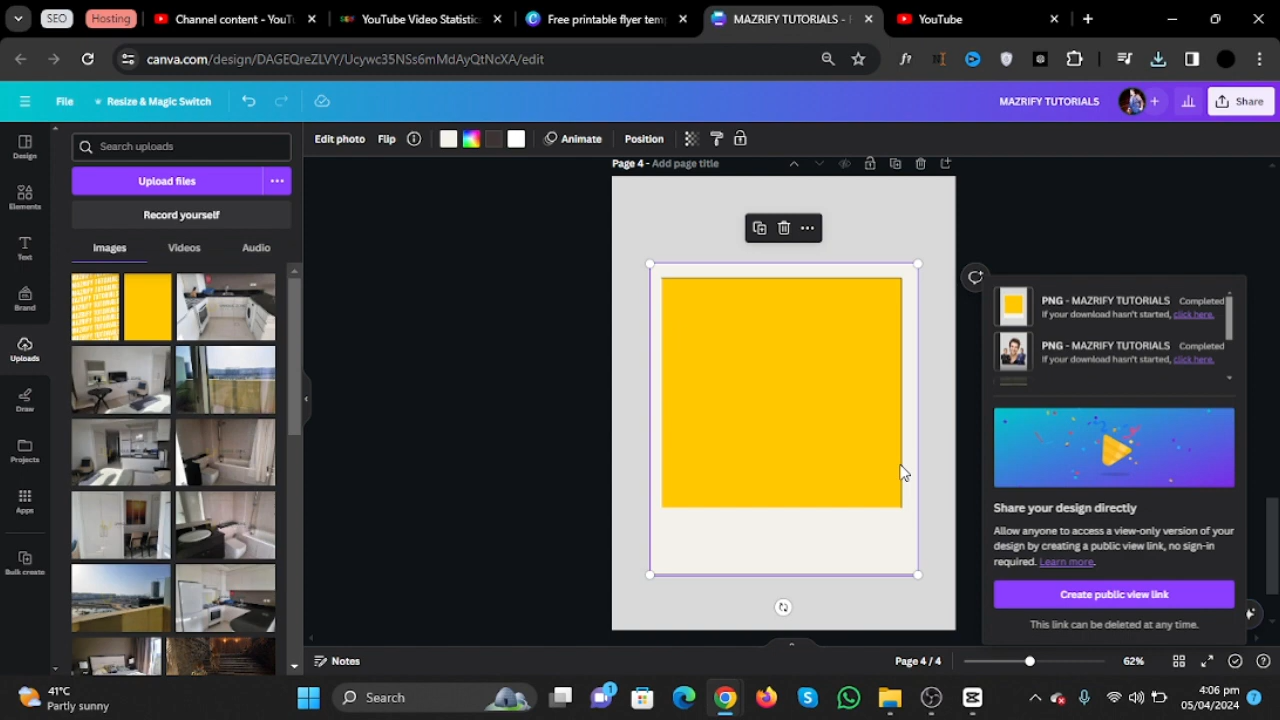 SEO
Hosting
Channel content - YouTu
YouTube Video Statistics
Free printable flyer temp
MAZRIFY TUTORIALS - F
YouTube
canva.com/design/DAGEQreZLVY/Ucywc35NSs6mMdAyQtNcXA/edit
File
Resize & Magic Switch
MAZRIFY TUTORIALS
Share
Design
Elements
Text
Brand
Uploads
Draw
Projects
Apps
Bulk create
Search uploads
Upload files
Record yourself
Images
Videos
Audio
MAZRIFY TUTORIALS
Edit photo
Flip
Animate
Position
Page 4 - Add page title
PNG - MAZRIFY TUTORIALS Completed
If your download hasn't started, click here.
PNG - MAZRIFY TUTORIALS Completed
If your download hasn't started, click here.
Share your design directly
Allow anyone to access a view-only version of your
design by creating a public view link, no sign-in
required. Learn more.
Create public view link
This link can be deleted at any time.
Notes
Page 4 / 4
62%
41°C
Partly sunny
Search
1
4:06 pm
05/04/2024
7